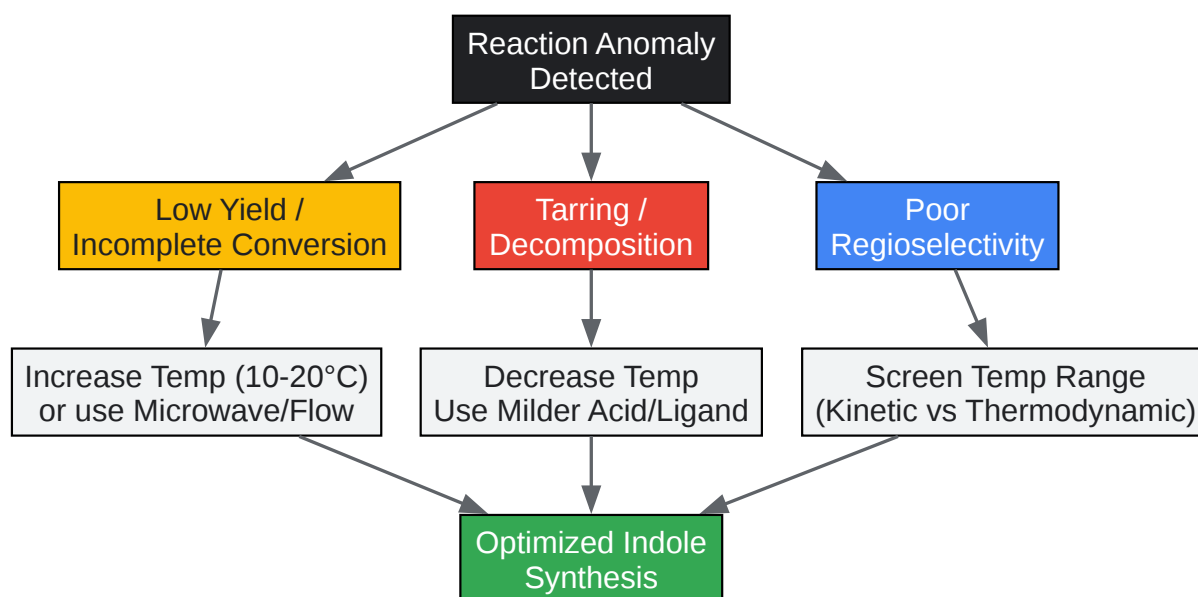 Reaction Anomaly
Detected
Low Yield /
Incomplete Conversion
Tarring /
Decomposition
Poor
Regioselectivity
Increase Temp (10-20°C)
or use Microwave/Flow
Decrease Temp
Use Milder Acid/Ligand
Screen Temp Range
(Kinetic vs Thermodynamic)
Optimized Indole
Synthesis